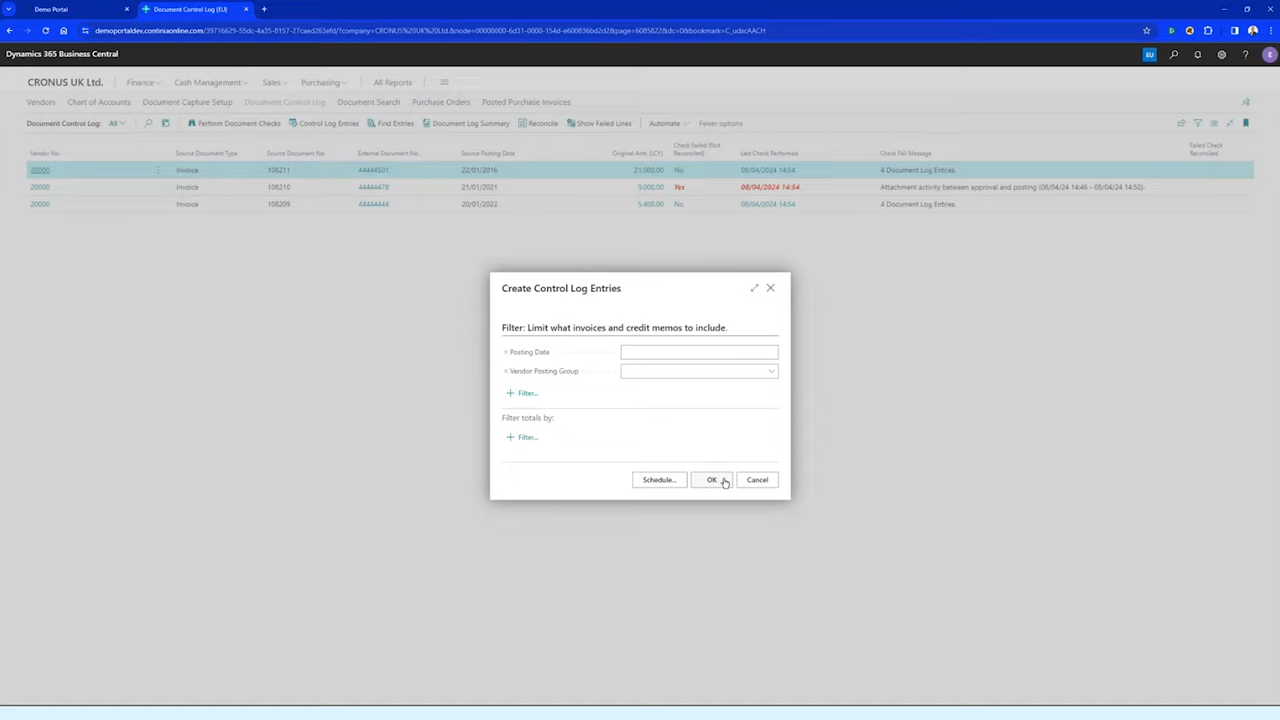 Demo Portal
Document Control Log (EU)
Dynamics 365 Business Central
EU
E
CRONUS UK Ltd.
Finance
Cash Management
Sales
Purchasing
All Reports
Vendors
Chart of Accounts
Document Capture Setup
Document Control Log
Document Search
Purchase Orders
Posted Purchase Invoices
Document Control Log:
All
Perform Document Checks
Control Log Entries
Find Entries
Document Log Summary
Reconcile
Show Failed Lines
Automate
Fewer options
Vendor No. Source Document Type Source Document No. External Document No. Source Posting Date Original Amt. (LCY) Check Failed (Not Reconciled) Last Check Performed Check Fail Message Failed Check Reconciled
20000 Invoice 108211 44444501 22/01/2016 21,000.00 No 08/04/2024 14:54 4 Document Log Entries.
20000 Invoice 108210 44444478 21/01/2021 9,000.00 Yes 08/04/2024 14:54 Attachment activity between approval and posting (08/04/24 14:46 - 08/04/24 14:50).
20000 Invoice 108209 44444444 20/01/2022 5,400.00 No 08/04/2024 14:54 4 Document Log Entries.
Create Control Log Entries
Filter: Limit what invoices and credit memos to include.
Posting Date
Vendor Posting Group
Filter...
Filter totals by:
Filter...
Schedule...
OK
Cancel